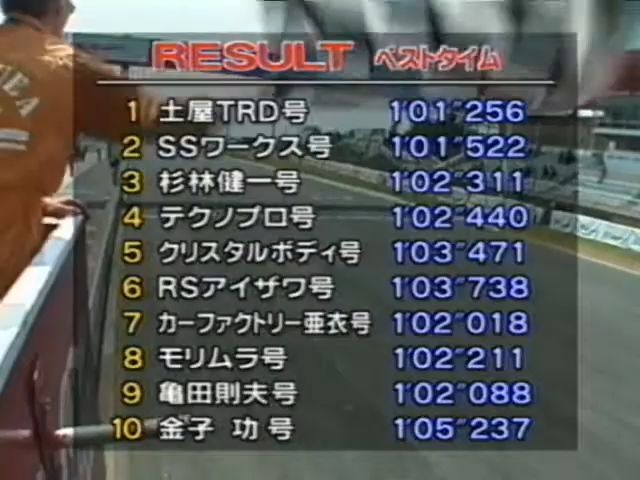 RESULT ベストタイム
1 土屋TRD号 1'01"256
2 SSワークス号 1'01"522
3 杉林健一号 1'02"311
4 テクノプロ号 1'02"440
5 クリスタルボディ号 1'03"471
6 RSアイザワ号 1'03"738
7 カーファクトリー亜衣号 1'02"018
8 モリムラ号 1'02"211
9 亀田則夫号 1'02"088
10 金子 功号 1'05"237